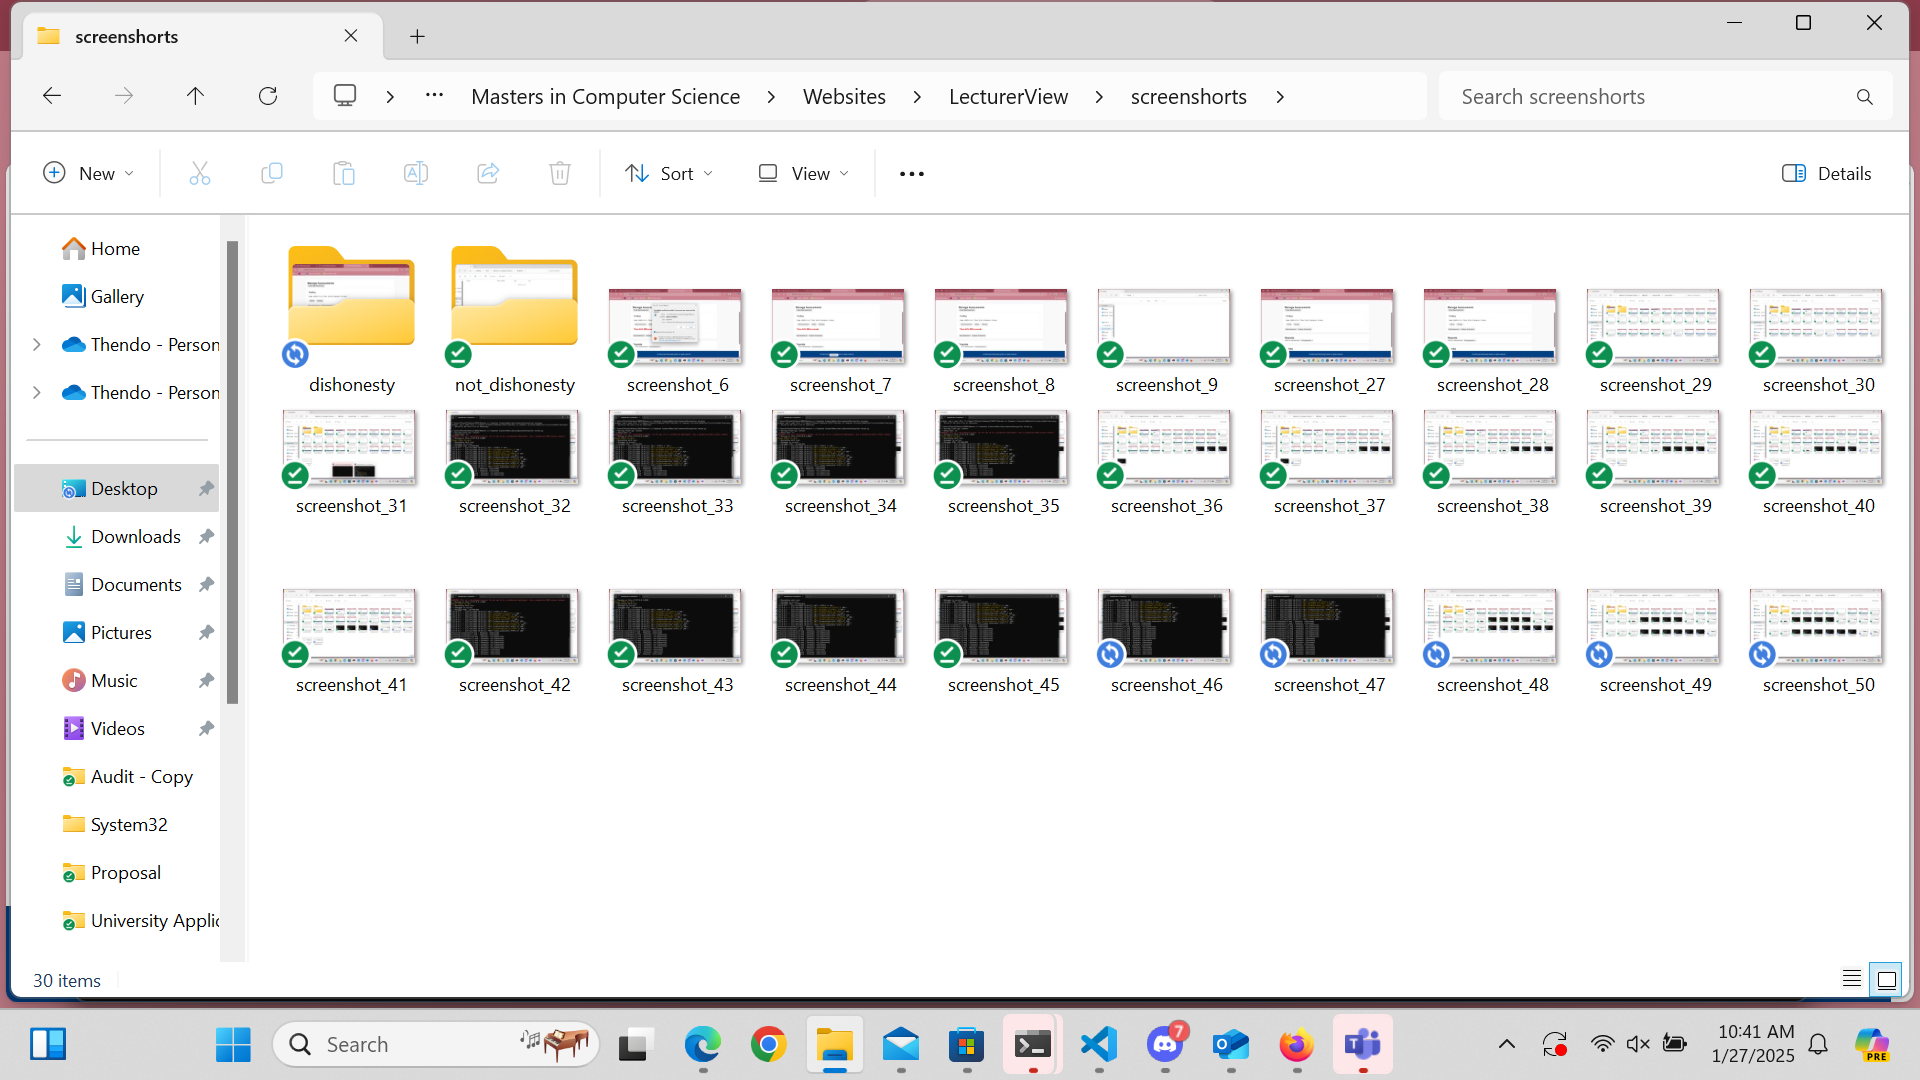 screenshorts
Masters in Computer Science
Websites
LecturerView
screenshorts
Search screenshorts
New
Sort
View
Details
Home
Gallery
Thendo - Person
Thendo - Person
Desktop
Downloads
Documents
Pictures
Music
Videos
Audit - Copy
System32
Proposal
University Applic
dishonesty
not_dishonesty
screenshot_6
screenshot_7
screenshot_8
screenshot_9
screenshot_27
screenshot_28
screenshot_29
screenshot_30
screenshot_31
screenshot_32
screenshot_33
screenshot_34
screenshot_35
screenshot_36
screenshot_37
screenshot_38
screenshot_39
screenshot_40
screenshot_41
screenshot_42
screenshot_43
screenshot_44
screenshot_45
screenshot_46
screenshot_47
screenshot_48
screenshot_49
screenshot_50
30 items
Search
7
10:41 AM
1/27/2025
PRE